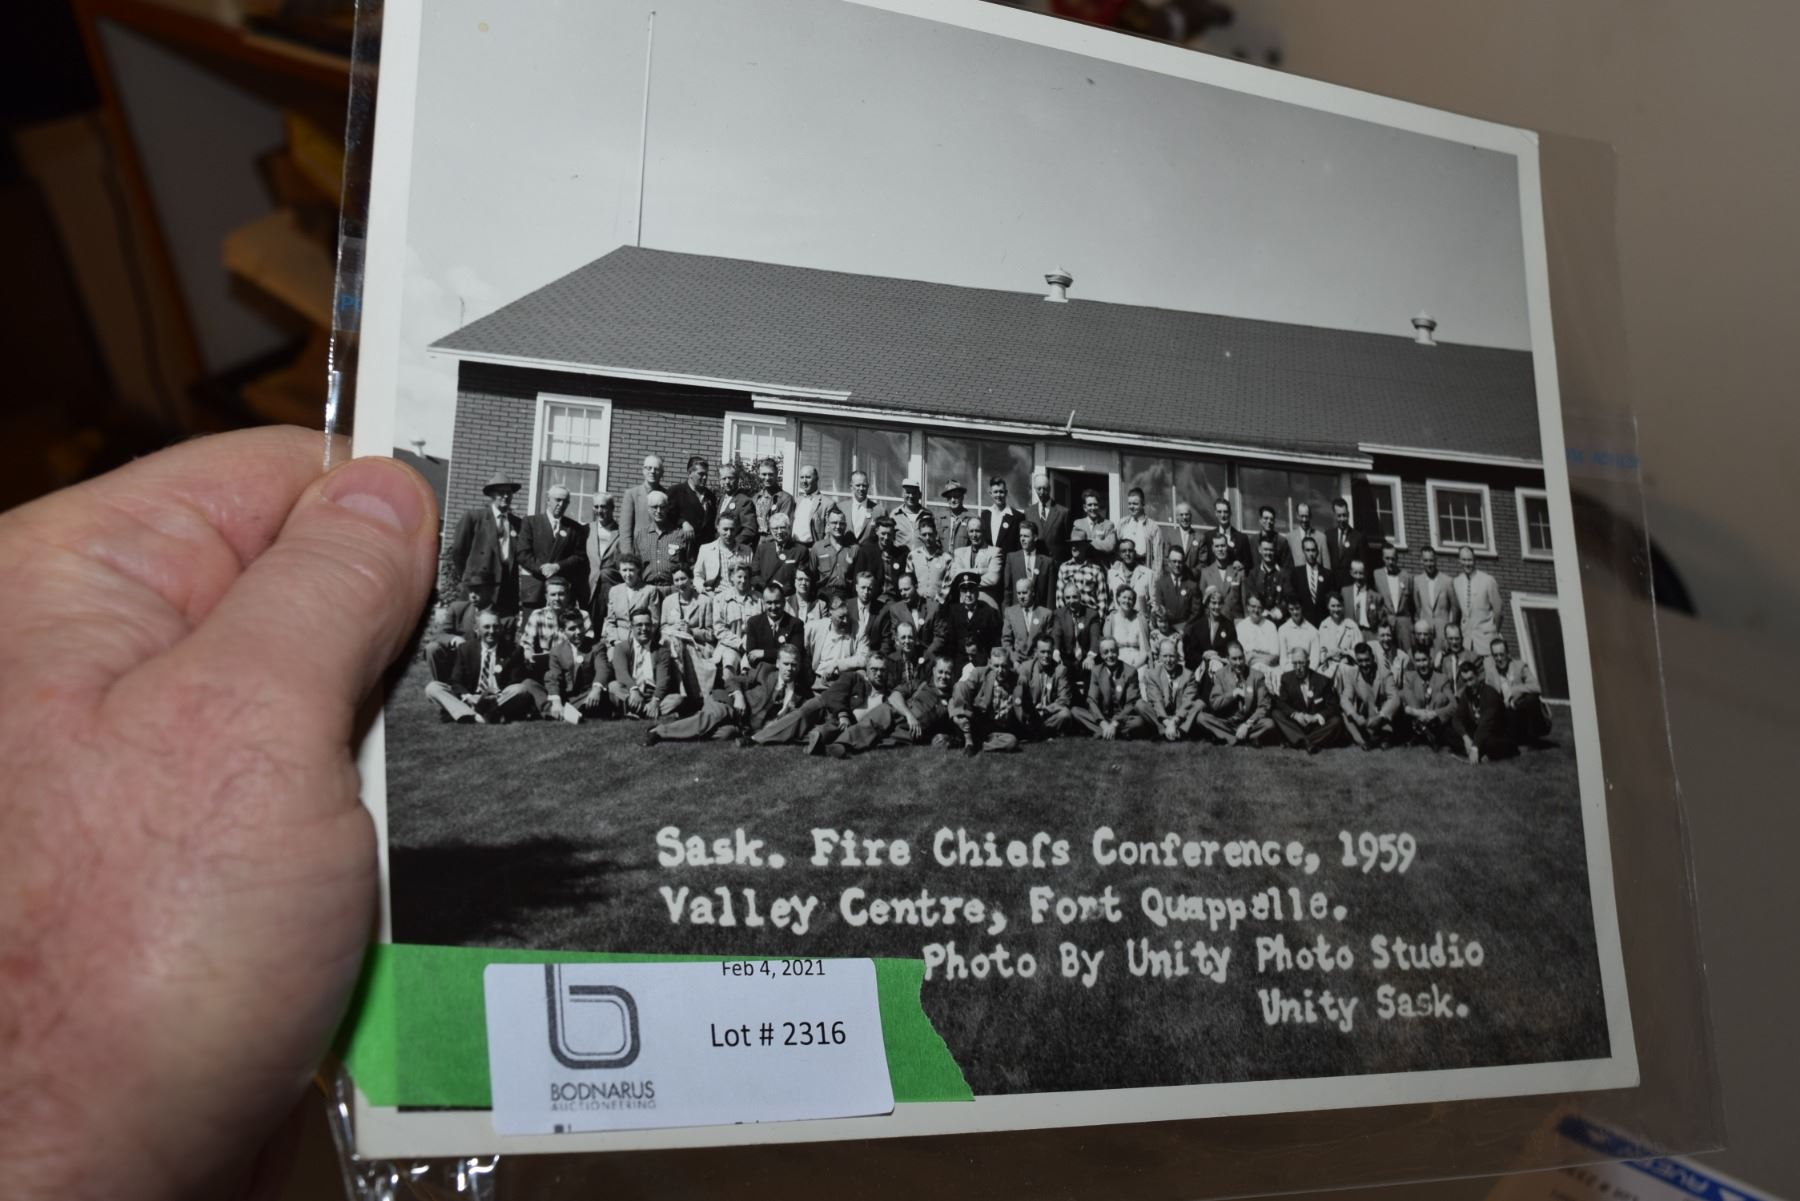 Sask. Fire Chiefs Conference, 1959
Valley Centre, Fort Quappelle.
Photo By Unity Photo Studio
Unity Sask.
Feb 4, 2021
Lot # 2316
BODNARUS
AUCTIONEERING